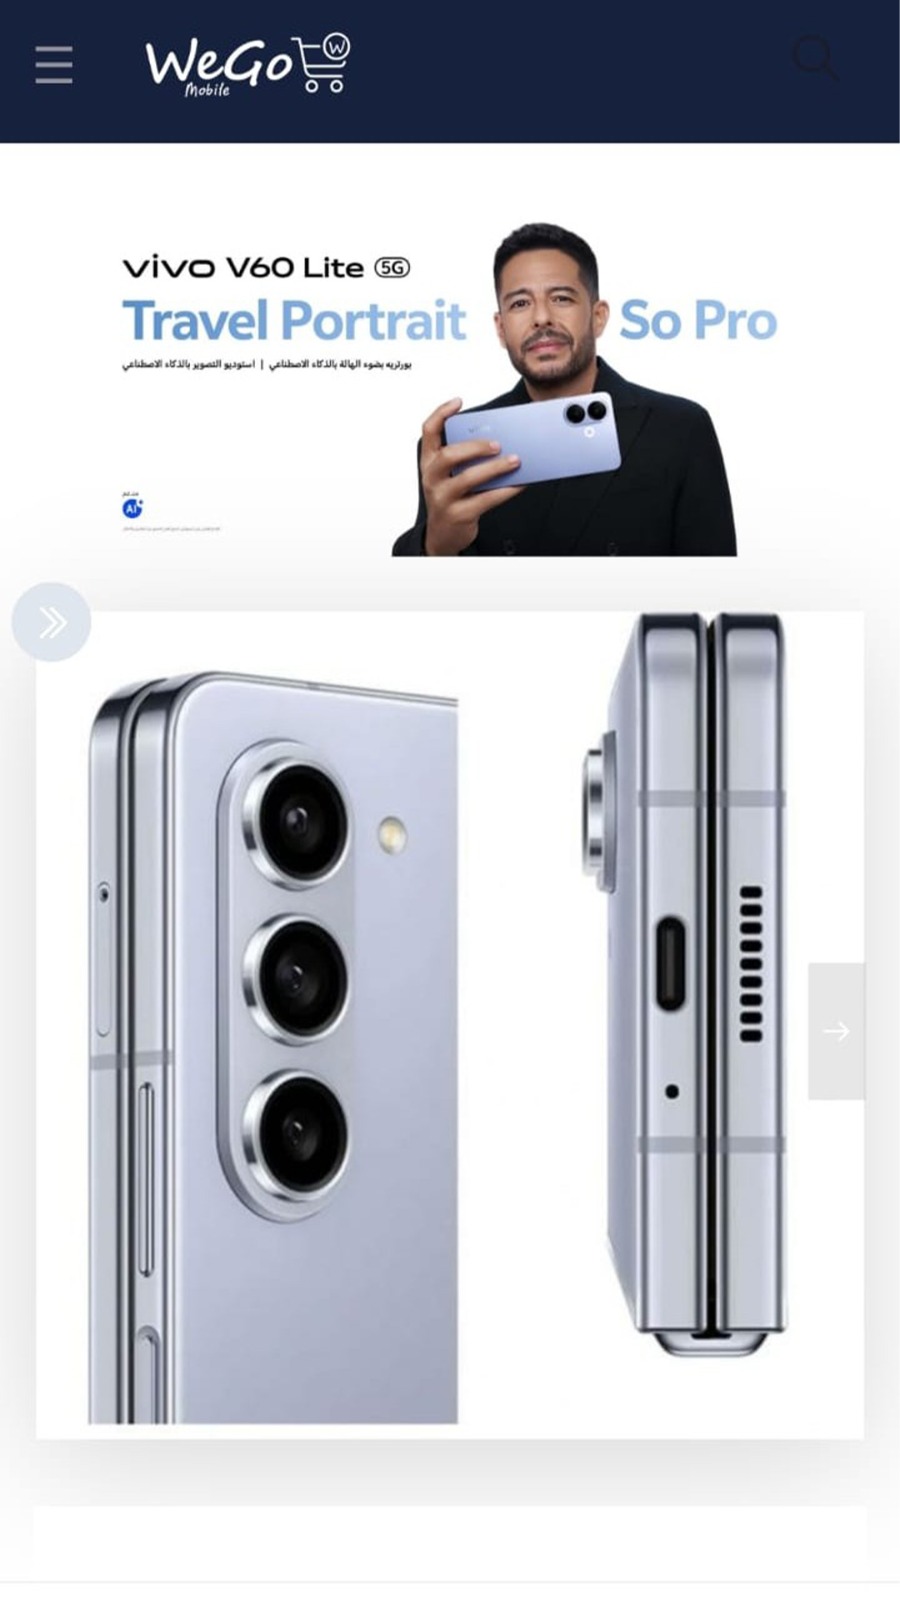 WeGo
Mobile
W
vivo V60 Lite 5G
Travel Portrait So Pro
بورتريه بضوء الهالة بالذكاء الاصطناعي | استوديو التصوير بالذكاء الاصطناعي
AI